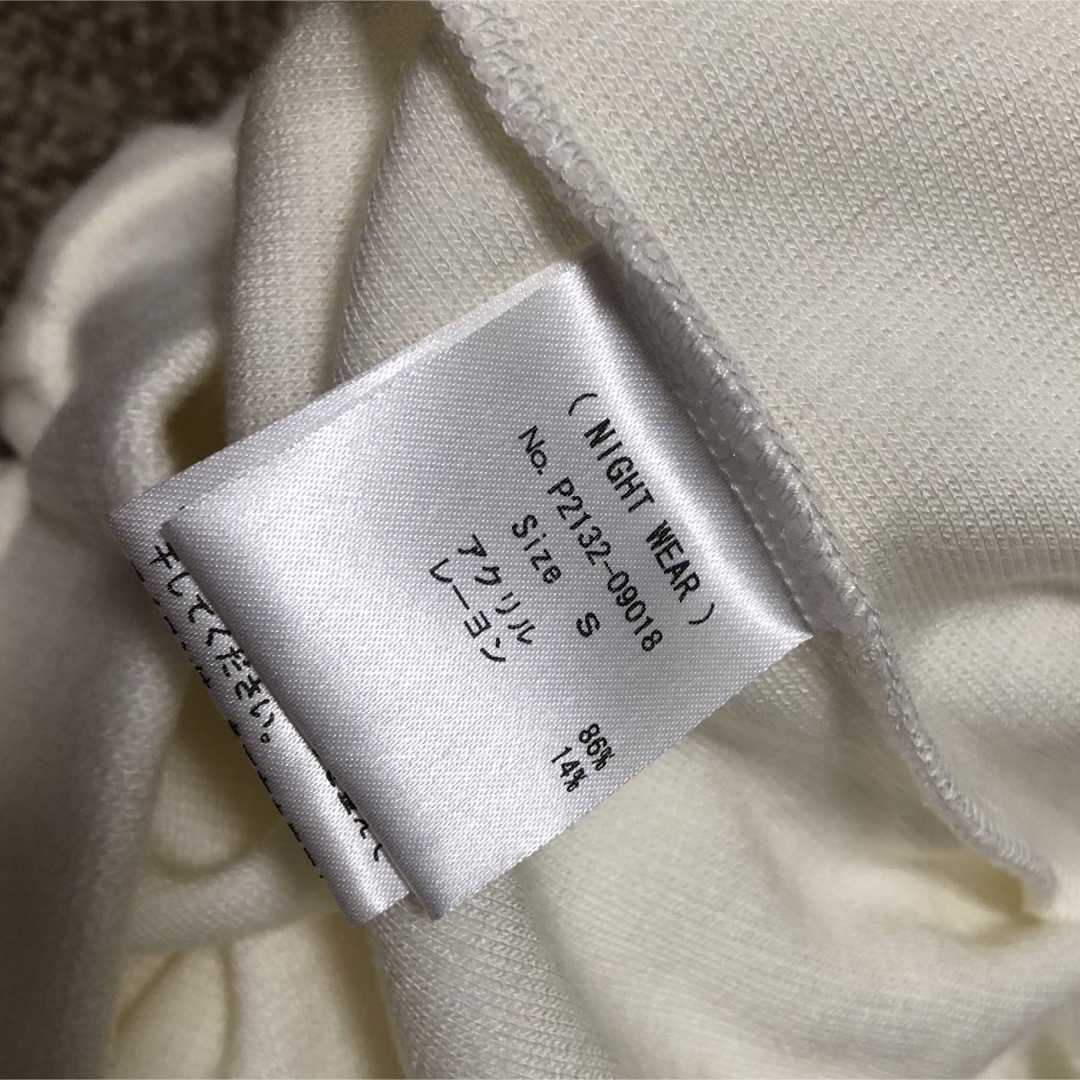 ( NIGHT WEAR )
No. P2132-09018
Size S
アクリル 86%
レーヨン 14%
干してください。